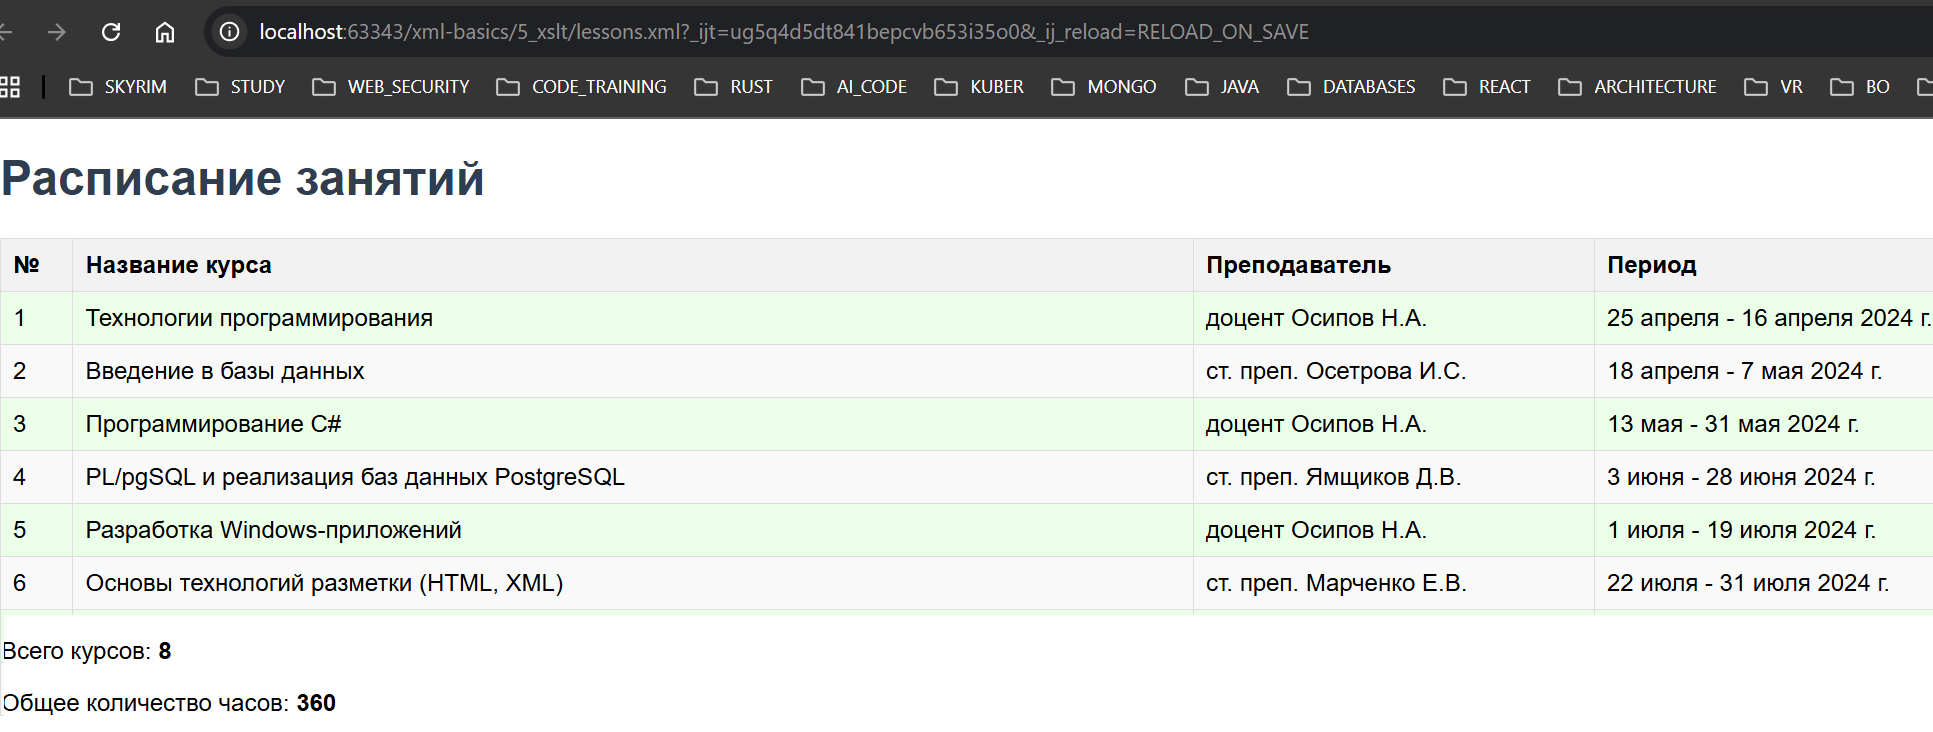 localhost:63343/xml-basics/5_xslt/lessons.xml?_ijt=ug5q4d5dt841bepcvb653i35o0&_ij_reload=RELOAD_ON_SAVE
SKYRIM STUDY WEB_SECURITY CODE_TRAINING RUST AI_CODE KUBER MONGO JAVA DATABASES REACT ARCHITECTURE VR BO
Расписание занятий
№ Название курса Преподаватель Период
1 Технологии программирования доцент Осипов Н.А. 25 апреля - 16 апреля 2024 г.
2 Введение в базы данных ст. преп. Осетрова И.С. 18 апреля - 7 мая 2024 г.
3 Программирование C# доцент Осипов Н.А. 13 мая - 31 мая 2024 г.
4 PL/pgSQL и реализация баз данных PostgreSQL ст. преп. Ямщиков Д.В. 3 июня - 28 июня 2024 г.
5 Разработка Windows-приложений доцент Осипов Н.А. 1 июля - 19 июля 2024 г.
6 Основы технологий разметки (HTML, XML) ст. преп. Марченко Е.В. 22 июля - 31 июля 2024 г.
Всего курсов: 8
Общее количество часов: 360